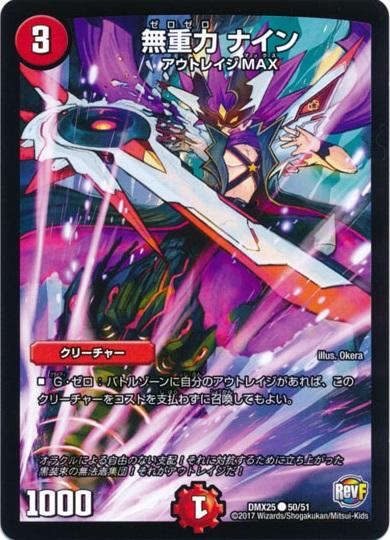 3
ゼロゼロ
無重力 ナイン
マックス
アウトレイジMAX
クリーチャー
illus. Okera
■ G・ゼロ：バトルゾーンに自分のアウトレイジがあれば、この
クリーチャーをコストを支払わずに召喚してもよい。
オラクルによる自由のない支配！それに対抗するために立ち上がった
黒装束の無法者集団！それがアウトレイジだ！
1000
1
DMX25 ● 50/51
©2017 Wizards/Shogakukan/Mitsui-Kids
RevF